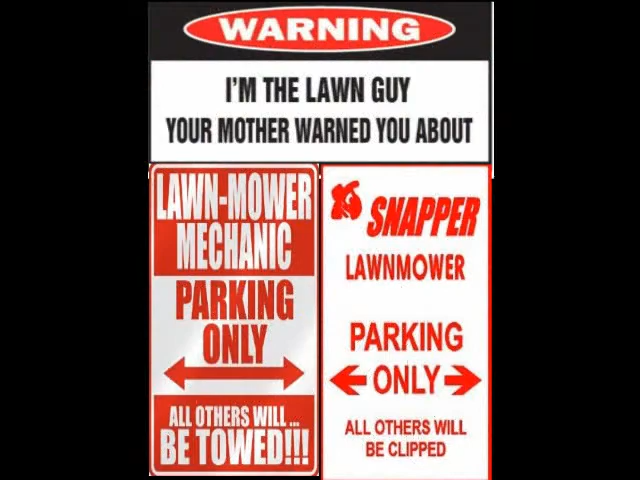 WARNING
I'M THE LAWN GUY
YOUR MOTHER WARNED YOU ABOUT
LAWN-MOWER
MECHANIC
PARKING
ONLY
ALL OTHERS WILL ...
BE TOWED!!!
SNAPPER
LAWNMOWER
PARKING
ONLY
ALL OTHERS WILL
BE CLIPPED